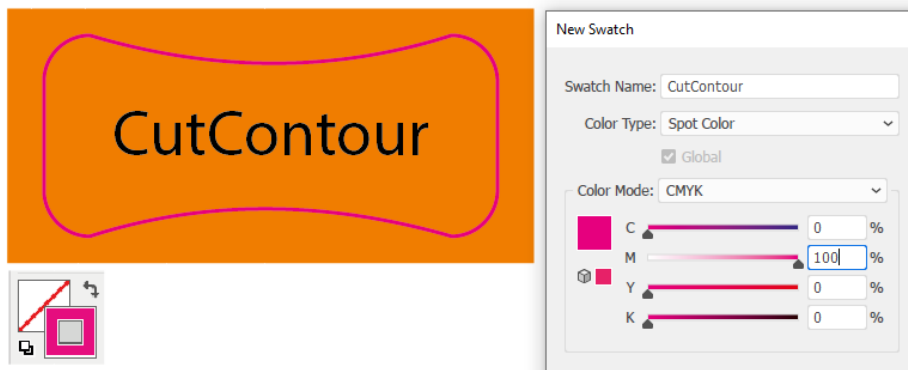 CutContour
New Swatch
Swatch Name: CutContour
Color Type: Spot Color
Global
Color Mode: CMYK
C 0 %
M 100 %
Y 0 %
K 0 %